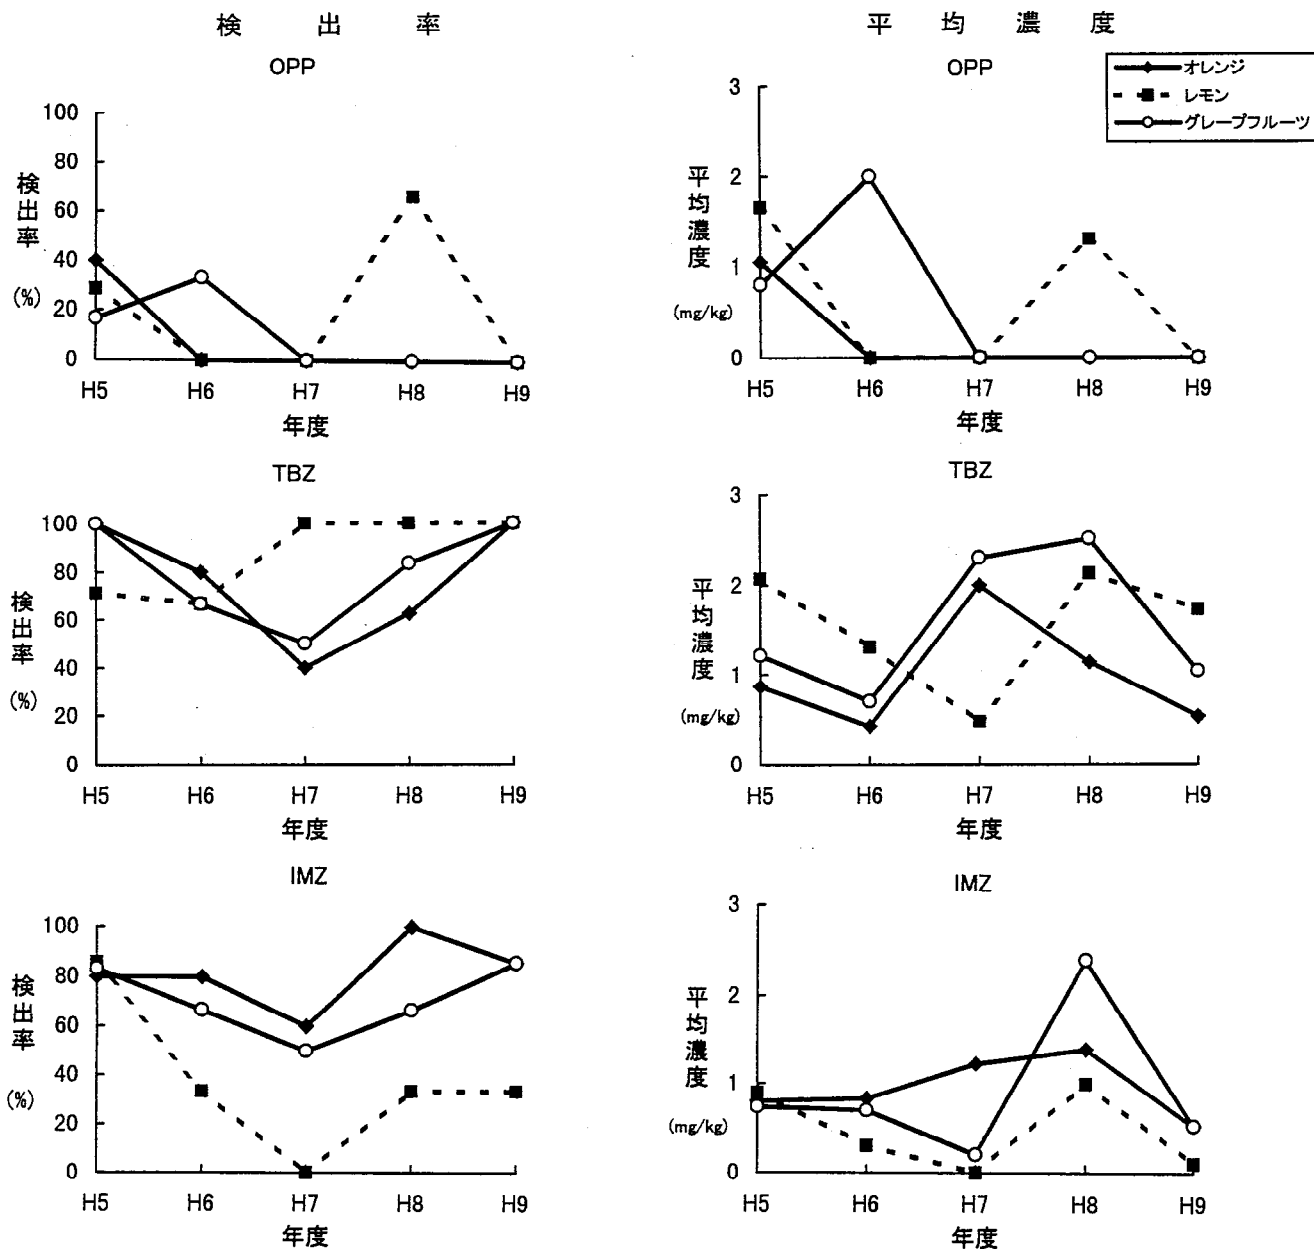 検出率
平均濃度
OPP
100
80
60
40
20
0
検出率
(%)
H5 H6 H7 H8 H9
年度
OPP
オレンジ
レモン
グレープフルーツ
3
2
1
0
平均濃度
(mg/kg)
H5 H6 H7 H8 H9
年度
TBZ
100
80
60
40
20
0
検出率
(%)
H5 H6 H7 H8 H9
年度
TBZ
3
2
1
0
平均濃度
(mg/kg)
H5 H6 H7 H8 H9
年度
IMZ
100
80
60
40
20
0
検出率
(%)
H5 H6 H7 H8 H9
年度
IMZ
3
2
1
0
平均濃度
(mg/kg)
H5 H6 H7 H8 H9
年度